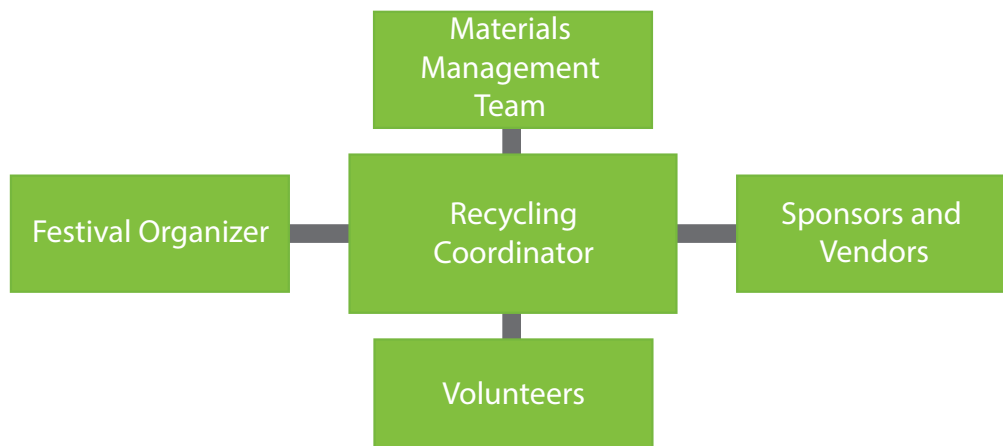 Materials
Management
Team
Festival Organizer
Recycling
Coordinator
Sponsors and
Vendors
Volunteers